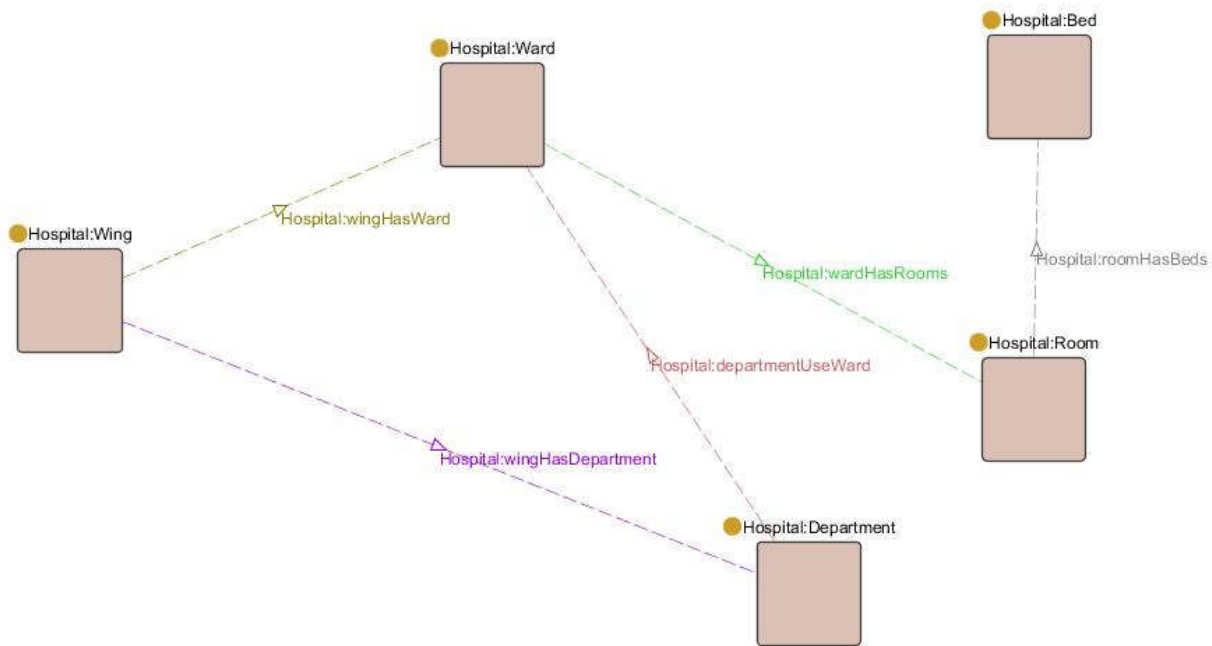 Hospital:Bed
Hospital:Ward
Hospital:wingHasWard
Hospital:Wing
Hospital:roomHasBeds
Hospital:wardHasRooms
Hospital:Room
Hospital:departmentUseWard
Hospital:wingHasDepartment
Hospital:Department